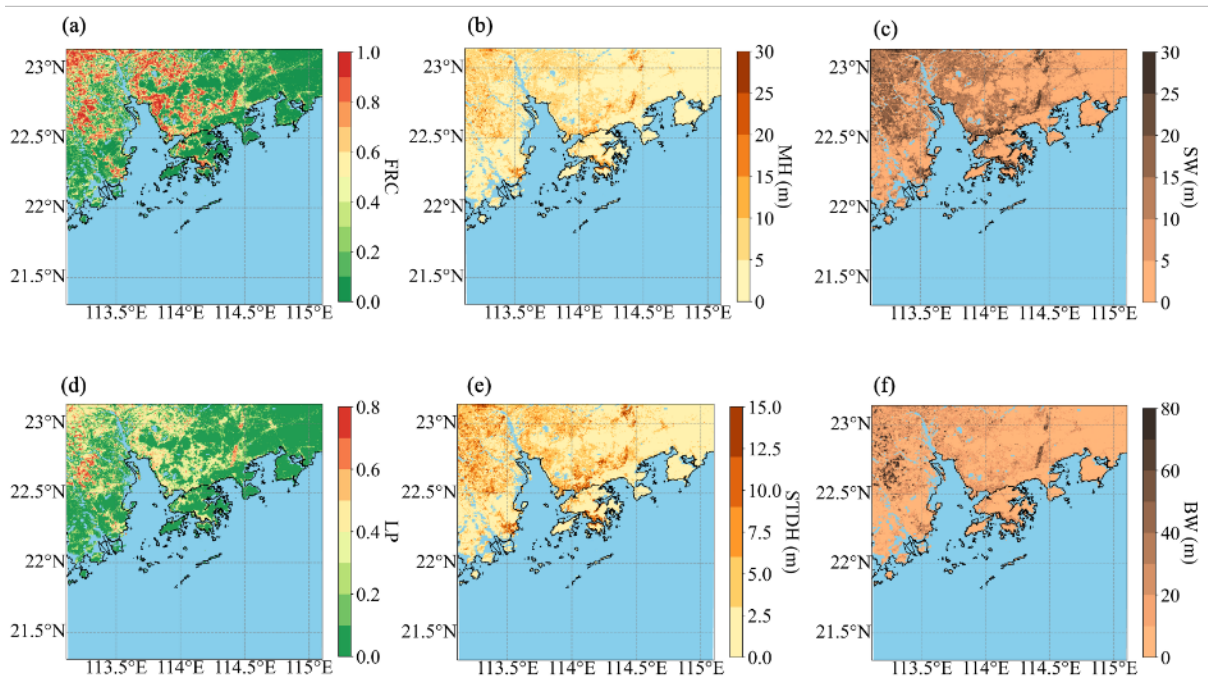 (a)
23°N
22.5°N
22°N
21.5°N
113.5°E 114°E 114.5°E 115°E
1.0
0.8
0.6
0.4
0.2
0.0
FRC
(b)
23°N
22.5°N
22°N
21.5°N
113.5°E 114°E 114.5°E 115°E
30
25
20
15
10
5
0
MH (m)
(c)
23°N
22.5°N
22°N
21.5°N
113.5°E 114°E 114.5°E 115°E
30
25
20
15
10
5
0
SW (m)
(d)
23°N
22.5°N
22°N
21.5°N
113.5°E 114°E 114.5°E 115°E
0.8
0.6
0.4
0.2
0.0
LP
(e)
23°N
22.5°N
22°N
21.5°N
113.5°E 114°E 114.5°E 115°E
15.0
12.5
10.0
7.5
5.0
2.5
0.0
STDH (m)
(f)
23°N
22.5°N
22°N
21.5°N
113.5°E 114°E 114.5°E 115°E
80
60
40
20
0
BW (m)